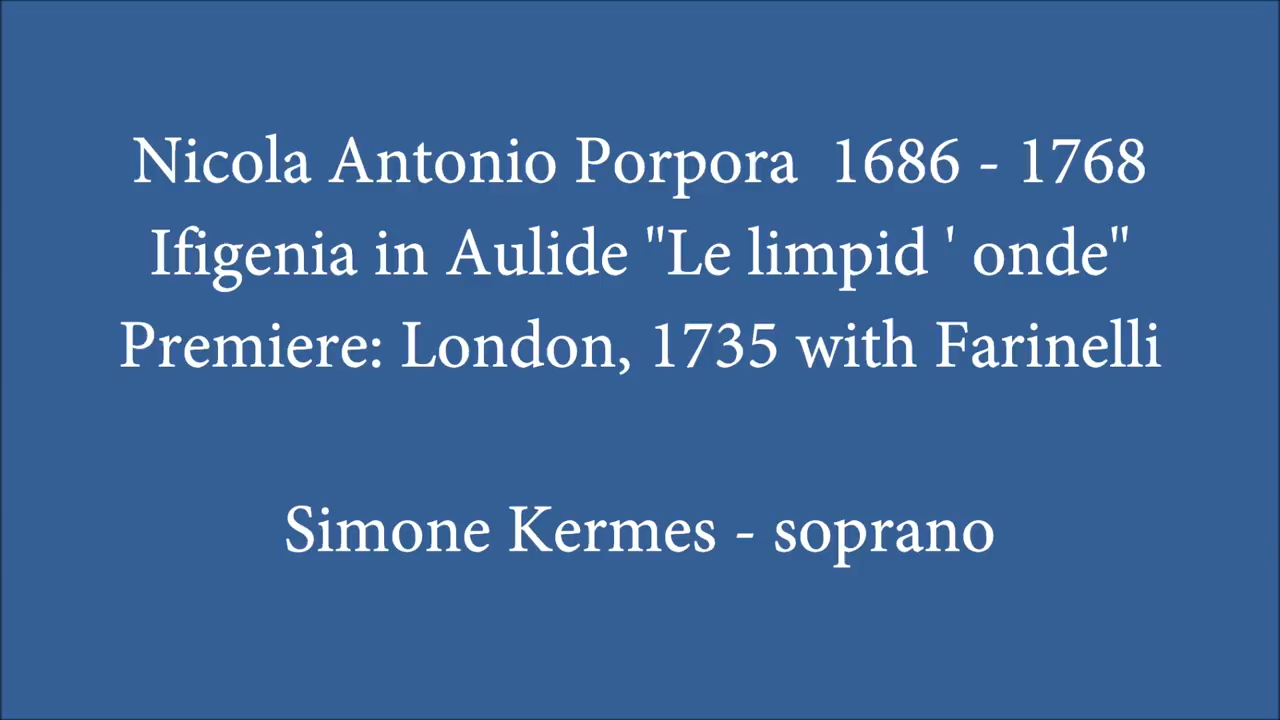 Nicola Antonio Porpora  1686 - 1768
Ifigenia in Aulide "Le limpid ' onde"
Premiere: London, 1735 with Farinelli
Simone Kermes - soprano